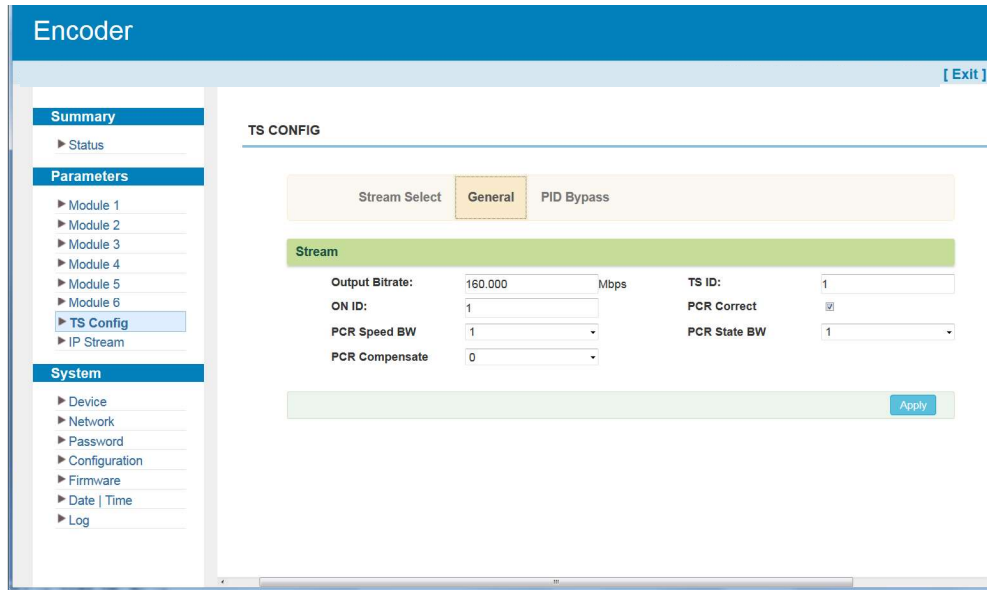 Encoder
[ Exit ]
Summary
Status
Parameters
Module 1
Module 2
Module 3
Module 4
Module 5
Module 6
TS Config
IP Stream
System
Device
Network
Password
Configuration
Firmware
Date | Time
Log
TS CONFIG
Stream Select General PID Bypass
Stream
Output Bitrate: 160.000 Mbps TS ID: 1
ON ID: 1 PCR Correct
PCR Speed BW 1 PCR State BW 1
PCR Compensate 0
Apply